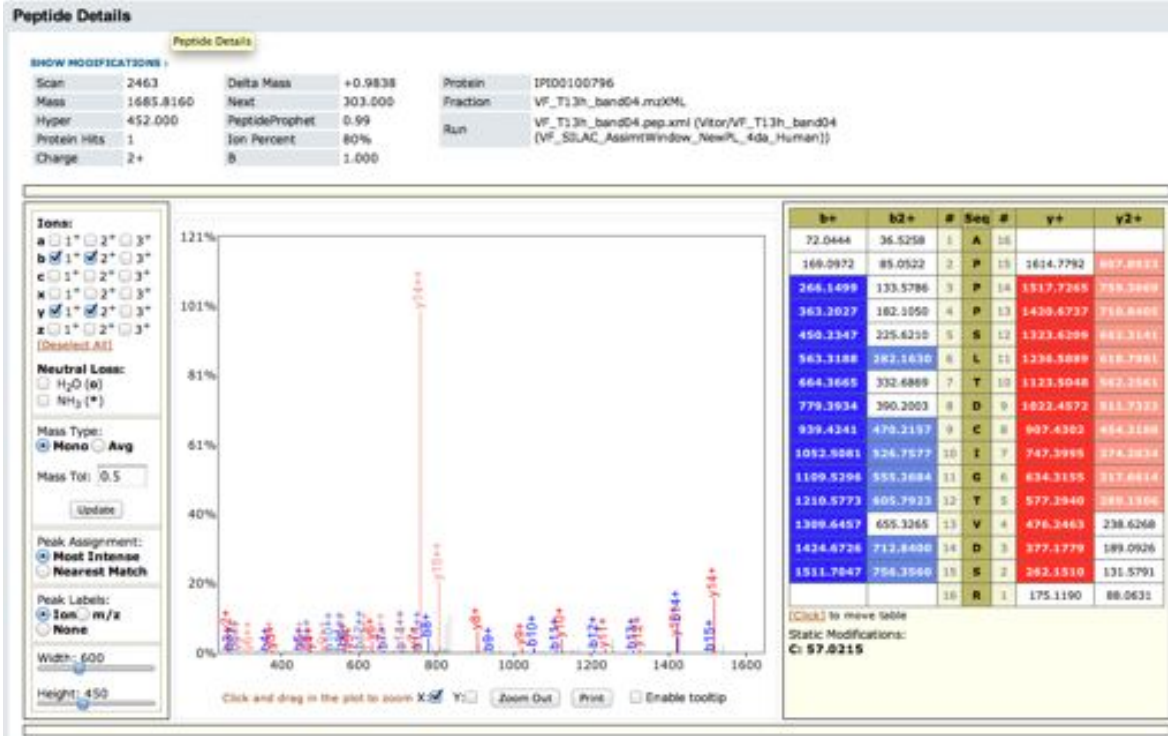 Peptide Details
Peptide Details
SHOW MODIFICATIONS ›
Scan 2463 Delta Mass +0.9838 Protein IPI00100796
Mass 1685.8160 Next 303.000 Fraction VF_T13h_band04.mzXML
Hyper 452.000 PeptideProphet 0.99 Run VF_T13h_band04.pep.xml (Vitor/VF_T13h_band04
Protein Hits 1 Ion Percent 80% (VF_SILAC_AssimtWindow_NewPL_4da_Human))
Charge 2+ B 1.000
Ions:
a 1+ 2+ 3+
b 1+ 2+ 3+
c 1+ 2+ 3+
x 1+ 2+ 3+
y 1+ 2+ 3+
z 1+ 2+ 3+
[Deselect All]
Neutral Loss:
H2O (o)
NH3 (*)
Mass Type:
Mono Avg
Mass Tol: 0.5
Update
Peak Assignment:
Most Intense
Nearest Match
Peak Labels:
Ion m/z
None
Width: 600
Height: 450
121%
101%
81%
61%
40%
20%
0%
y14++
y15++
b8+
y8+
b9+
y9+
b10+
b12+
y11+
b14+
b15+
y14+
400 600 800 1000 1200 1400 1600
Click and drag in the plot to zoom X: Y: Zoom Out Print Enable tooltip
b+ b2+ # Seq # y+ y2+
72.0444 36.5258 1 A 16
169.0972 85.0522 2 P 15 1614.7792
266.1499 133.5786 3 P 14 1517.7265
363.2027 182.1050 4 P 13 1420.6737
450.2347 225.6210 5 S 12 1323.6209
563.3188 282.1630 6 L 11 1236.5889
664.3665 332.6869 7 T 10 1123.5048
779.3934 390.2003 8 D 9 1022.4572
939.4241 470.2157 9 C 8 907.4302
1052.5081 526.7577 10 I 7 747.3995
1109.5296 555.2684 11 G 6 634.3155
1210.5773 605.7923 12 T 5 577.2940
1309.6457 655.3265 13 V 4 476.2463 238.6268
1424.6726 712.8400 14 D 3 377.1779 189.0926
1511.7047 756.3560 15 S 2 262.1510 131.5791
16 R 1 175.1190 88.0631
[Click] to move table
Static Modifications:
C: 57.0215